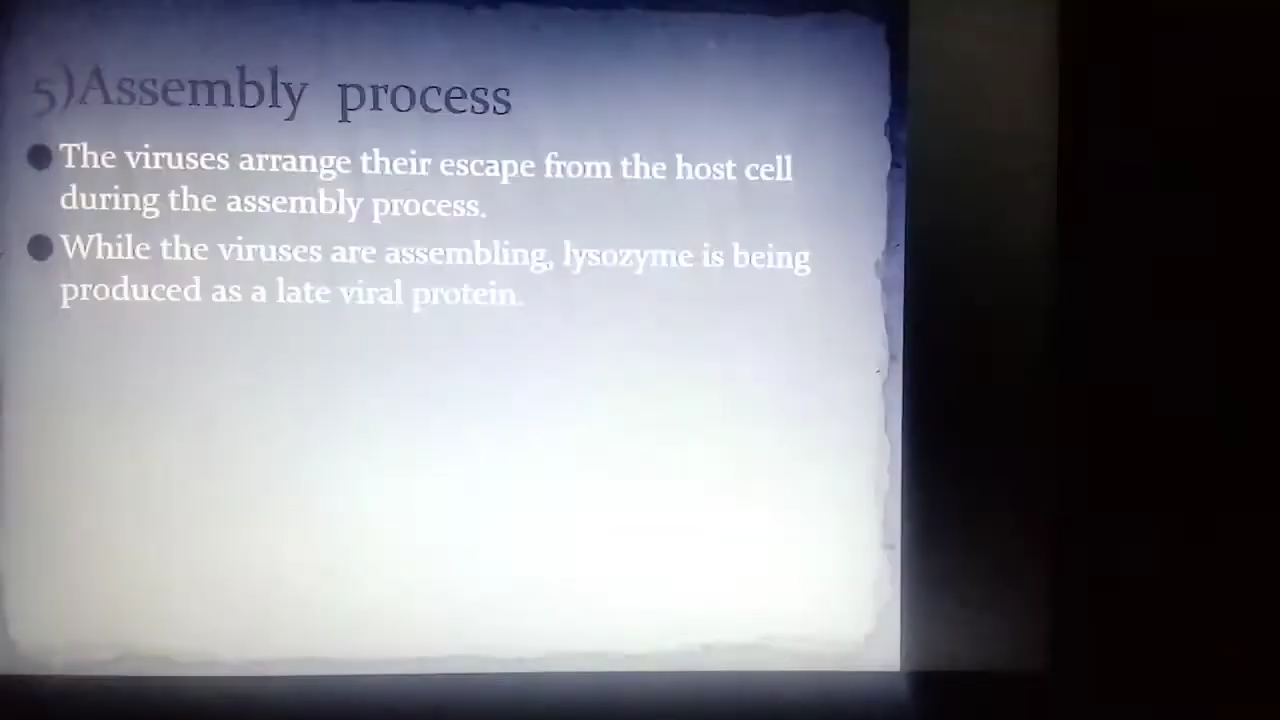 5)Assembly process
The viruses arrange their escape from the host cell
during the assembly process.
While the viruses are assembling, lysozyme is being
produced as a late viral protein.